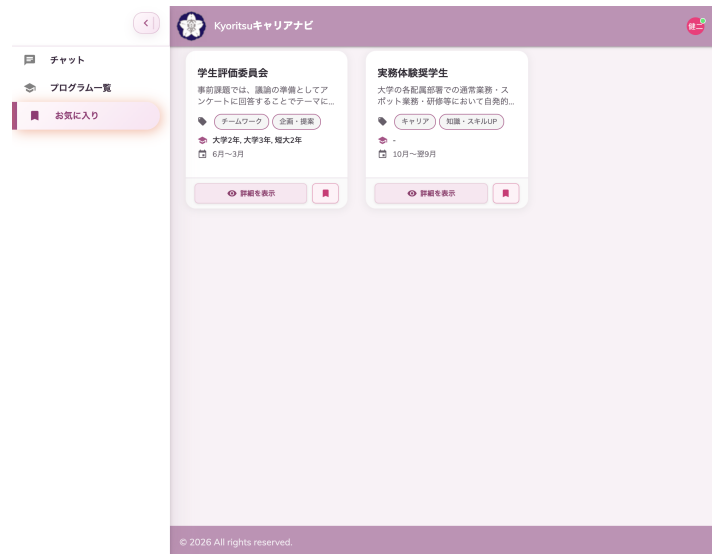 Kyoritsuキャリアナビ
健二
チャット
プログラム一覧
お気に入り
学生評価委員会
事前課題では、議論の準備としてア
ンケートに回答することでテーマに...
チームワーク
企画・提案
大学2年, 大学3年, 短大2年
6月〜3月
詳細を表示
実務体験奨学生
大学の各配属部署での通常業務・ス
ポット業務・研修等において自発的...
キャリア
知識・スキルUP
-
10月〜翌9月
詳細を表示
© 2026 All rights reserved.